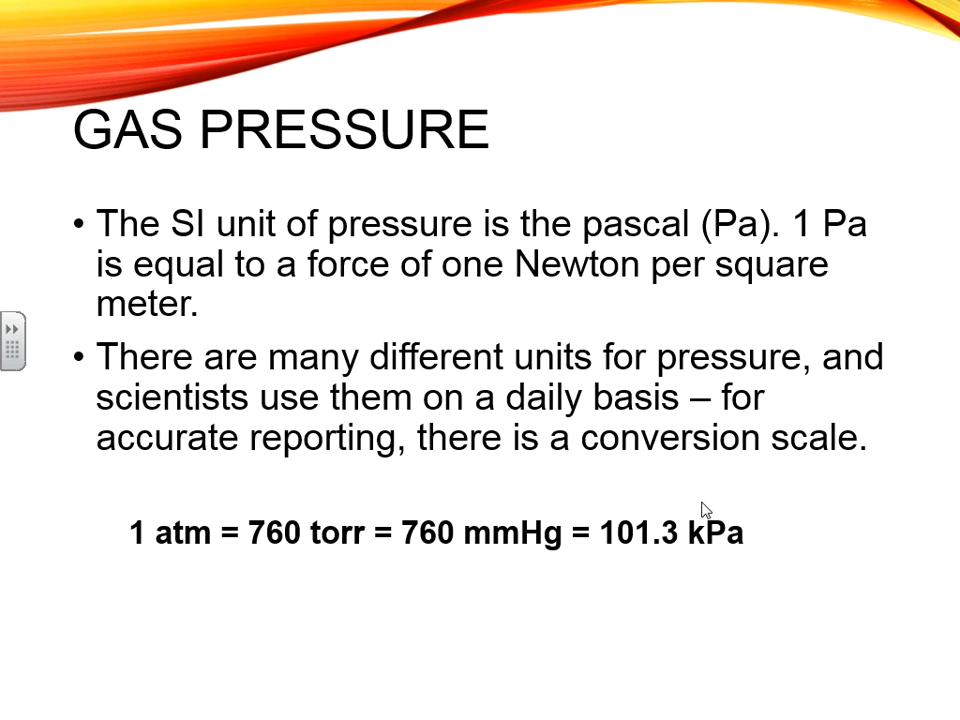 GAS PRESSURE
• The SI unit of pressure is the pascal (Pa). 1 Pa
is equal to a force of one Newton per square
meter.
• There are many different units for pressure, and
scientists use them on a daily basis – for
accurate reporting, there is a conversion scale.
1 atm = 760 torr = 760 mmHg = 101.3 kPa